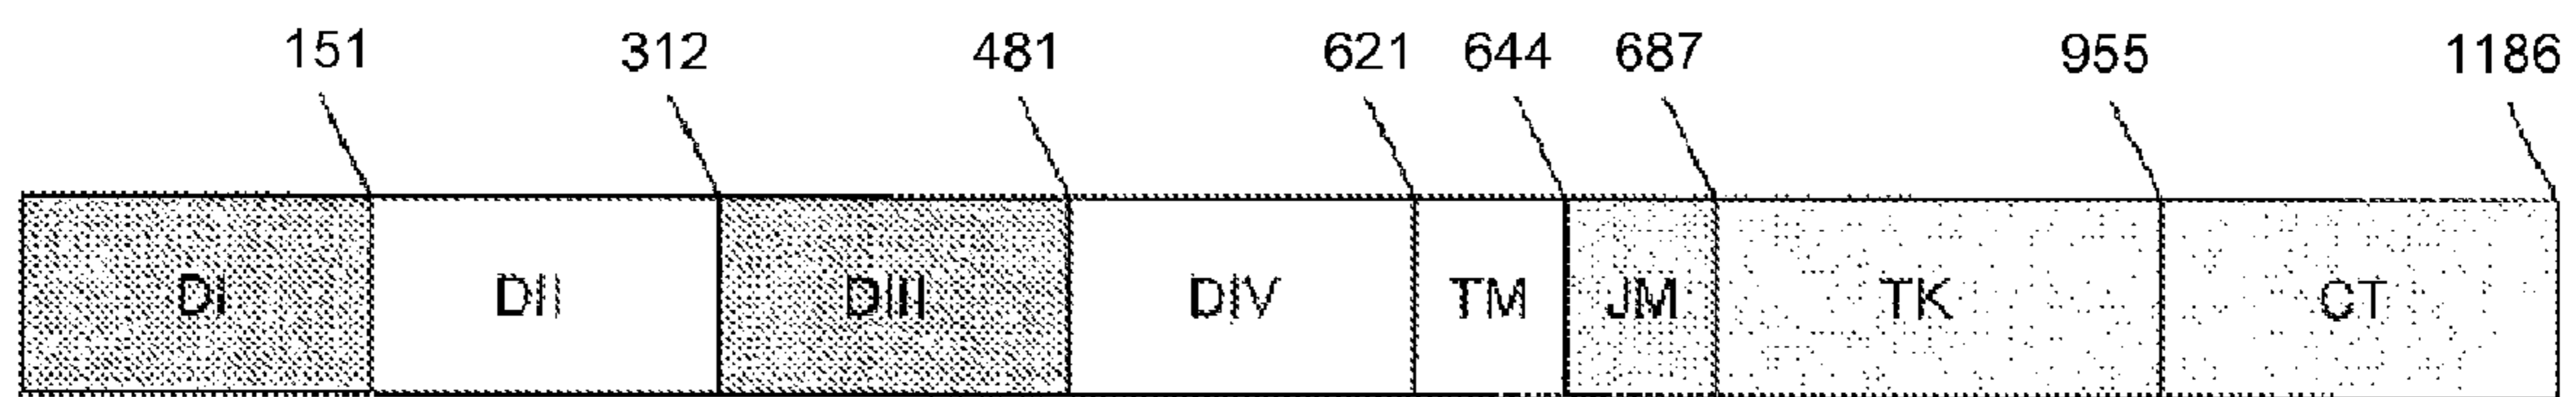 151 312 481 621 644 687 955 1186
DI DII DIII DIV TM JM TK CT